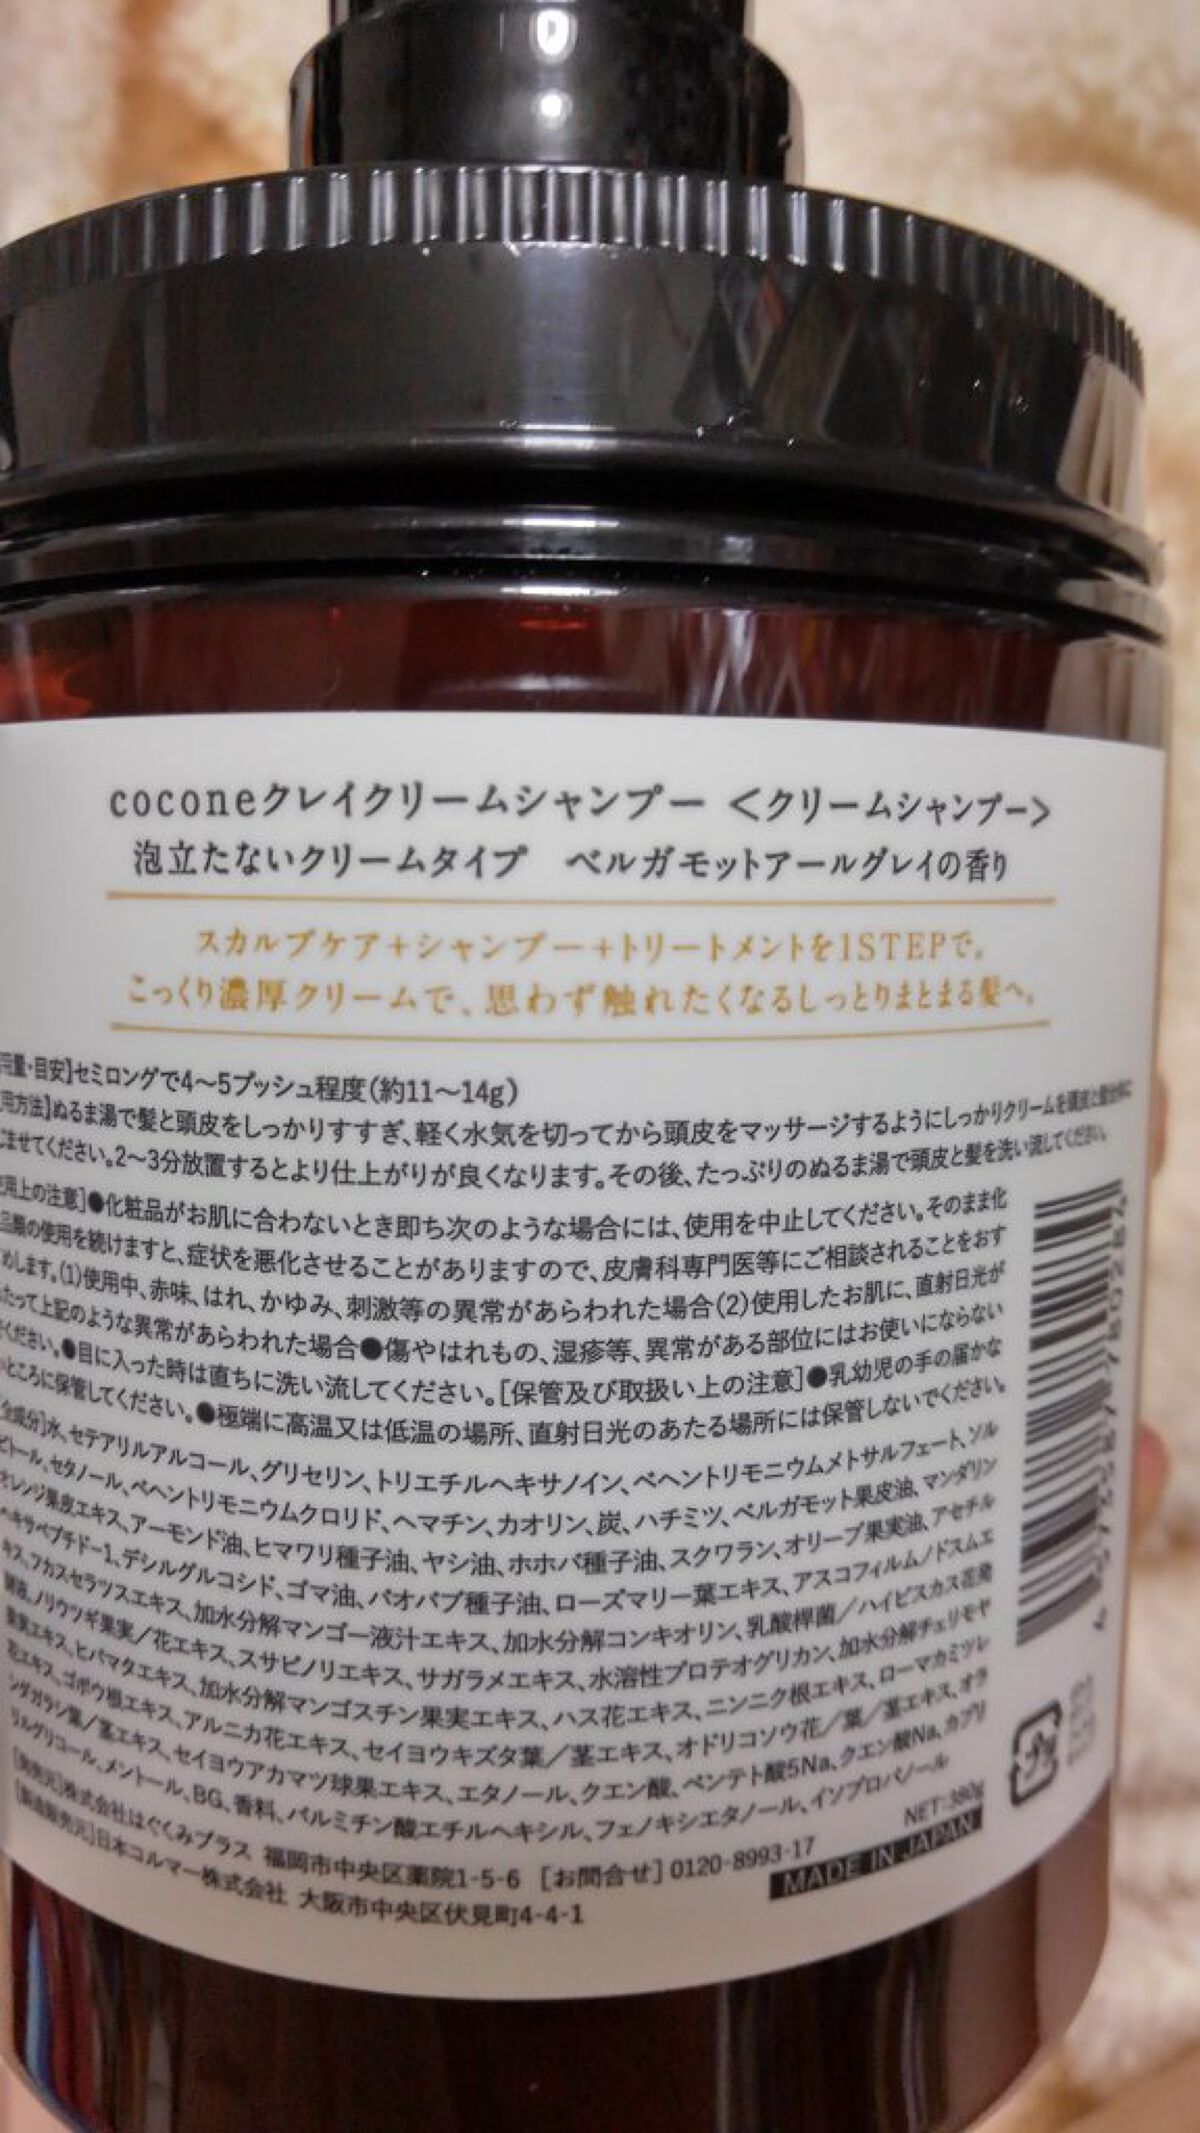 coconeクレイクリームシャンプー <クリームシャンプー>
泡立たないクリームタイプ ベルガモットアールグレイの香り
スカルプケア+シャンプー+トリートメントを1STEPで。
こっくり濃厚クリームで、思わず触れたくなるしっとりまとまる髪へ。
用量・目安]セミロングで4〜5プッシュ程度(約11〜14g)
用方法]ぬるま湯で髪と頭皮をしっかりすすぎ、軽く水気を切ってから頭皮をマッサージするようにしっかりクリームを頭皮と髪全体に
ませてください。2〜3分放置するとより仕上がりが良くなります。その後、たっぷりのぬるま湯で頭皮と髪を洗い流してください。
用上の注意]●化粧品がお肌に合わないとき即ち次のような場合には、使用を中止してください。そのまま化
品類の使用を続けますと、症状を悪化させることがありますので、皮膚科専門医等にご相談されることをおす
めします。(1)使用中、赤味、はれ、かゆみ、刺激等の異常があらわれた場合(2)使用したお肌に、直射日光が
たって上記のような異常があらわれた場合●傷やはれもの、湿疹等、異常がある部位にはお使いにならない
ください。●目に入った時は直ちに洗い流してください。[保管及び取扱い上の注意]●乳幼児の手の届かな
ところに保管してください。●極端に高温又は低温の場所、直射日光のあたる場所には保管しないでください。
全成分]水、セテアリルアルコール、グリセリン、トリエチルヘキサノイン、ベヘントリモニウムメトサルフェート、ソル
ビトール、セタノール、ベヘントリモニウムクロリド、ヘマチン、カオリン、炭、ハチミツ、ベルガモット果皮油、マンダリン
オレンジ果皮エキス、アーモンド油、ヒマワリ種子油、ヤシ油、ホホバ種子油、スクワラン、オリーブ果実油、アセチル
ヘキサペプチド-1、デシルグルコシド、ゴマ油、バオバブ種子油、ローズマリー葉エキス、アスコフィルムノドスムエ
キス、フカスセラツスエキス、加水分解マンゴー液汁エキス、加水分解コンキオリン、乳酸桿菌/ハイビスカス花発
酵液、ノリウツギ果実/花エキス、スサビノリエキス、サガラメエキス、水溶性プロテオグリカン、加水分解チェリモヤ
果実エキス、ヒバマタエキス、加水分解マンゴスチン果実エキス、ハス花エキス、ニンニク根エキス、ローマカミツレ
花エキス、ゴボウ根エキス、アルニカ花エキス、セイヨウキズタ葉/茎エキス、オドリコソウ花/葉/茎エキス、オラ
ンダガラシ葉/茎エキス、セイヨウアカマツ球果エキス、エタノール、クエン酸、ペンテト酸5Na、クエン酸Na、カプリ
リルグリコール、メントール、BG、香料、パルミチン酸エチルヘキシル、フェノキシエタノール、イソプロパノール
[発売元]株式会社はぐくみプラス 福岡市中央区薬院1-5-6 [お問合せ]0120-8993-17
[製造販売元]日本コルマー株式会社 大阪市中央区伏見町4-4-1
NET:380g
MADE IN JAPAN
プラ